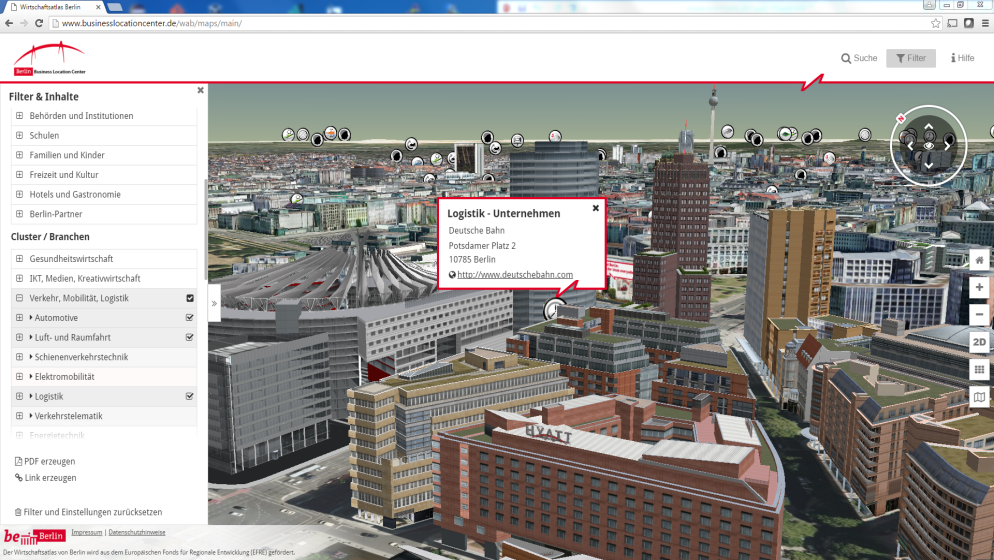 Wirtschaftsatlas Berlin
www.businesslocationcenter.de/wab/maps/main/
Berlin Business Location Center
Suche
Filter
Hilfe
Filter & Inhalte
Behörden und Institutionen
Schulen
Familien und Kinder
Freizeit und Kultur
Hotels und Gastronomie
Berlin-Partner
Cluster / Branchen
Gesundheitswirtschaft
IKT, Medien, Kreativwirtschaft
Verkehr, Mobilität, Logistik
Automotive
Luft- und Raumfahrt
Schienenverkehrstechnik
Elektromobilität
Logistik
Verkehrstelematik
Energietechnik
PDF erzeugen
Link erzeugen
Filter und Einstellungen zurücksetzen
Logistik - Unternehmen
Deutsche Bahn
Potsdamer Platz 2
10785 Berlin
http://www.deutschebahn.com
N
2D
HYATT
be Berlin
Impressum | Datenschutzhinweise
Der Wirtschaftsatlas von Berlin wird aus dem Europäischen Fonds für Regionale Entwicklung (EFRE) gefördert.